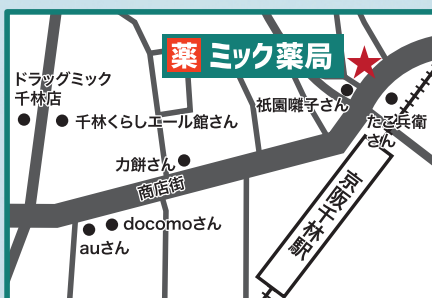 薬 ミック薬局
ドラッグミック
千林店
祇園囃子さん
千林くらしエール館さん
たこ兵衛
さん
力餅さん
商店街
京阪千林駅
docomoさん
auさん